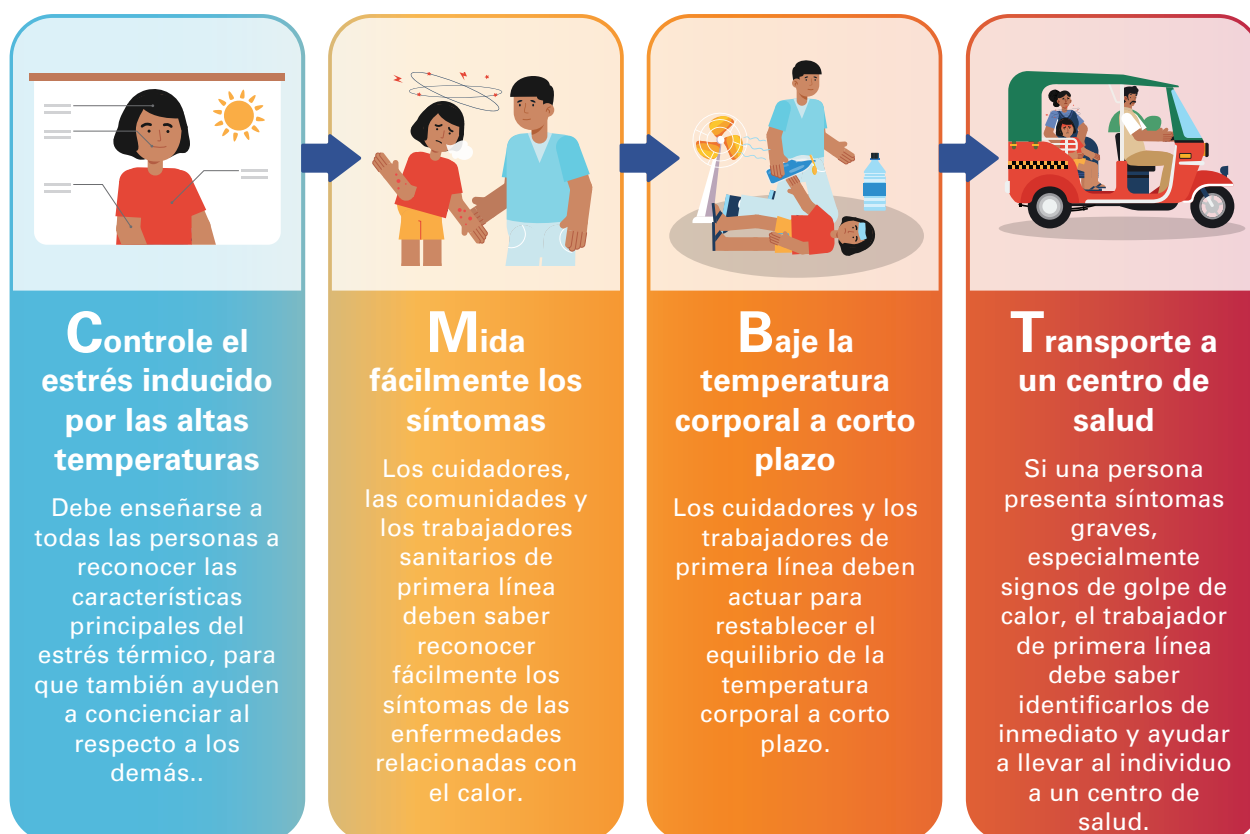 Controle el
estrés inducido
por las altas
temperaturas
Debe enseñarse a
todas las personas a
reconocer las
características
principales del
estrés térmico, para
que también ayuden
a concienciar al
respecto a los
demás..
Mida
fácilmente los
síntomas
Los cuidadores,
las comunidades y
los trabajadores
sanitarios de
primera línea
deben saber
reconocer
fácilmente los
síntomas de las
enfermedades
relacionadas con
el calor.
Baje la
temperatura
corporal a corto
plazo
Los cuidadores y los
trabajadores de
primera línea deben
actuar para
restablecer el
equilibrio de la
temperatura
corporal a corto
plazo.
Transporte a
un centro de
salud
Si una persona
presenta síntomas
graves,
especialmente
signos de golpe de
calor, el trabajador
de primera línea
debe saber
identificarlos de
inmediato y ayudar
a llevar al individuo
a un centro de
salud.